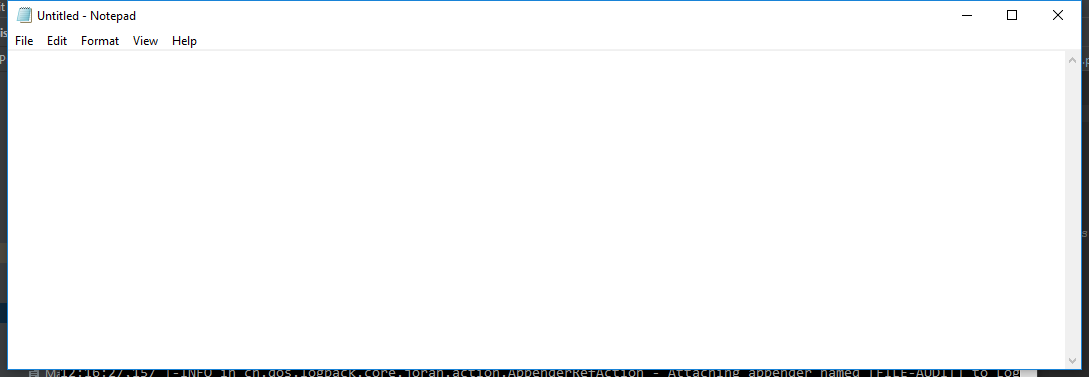 Untitled - Notepad
File Edit Format View Help
12:16:27.157 |-INFO in ch.qos.logback.core.joran.action.AppenderRefAction - Attaching appender named [FILE-AUDIT] to Log